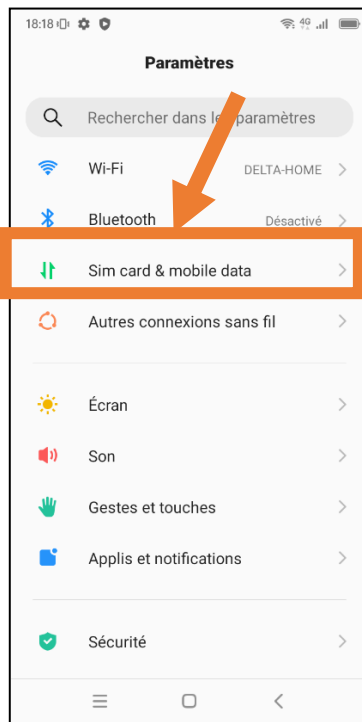 18:18
4G
Paramètres
Rechercher dans les paramètres
Wi-Fi DELTA-HOME
Bluetooth Désactivé
Sim card & mobile data
Autres connexions sans fil
Écran
Son
Gestes et touches
Applis et notifications
Sécurité